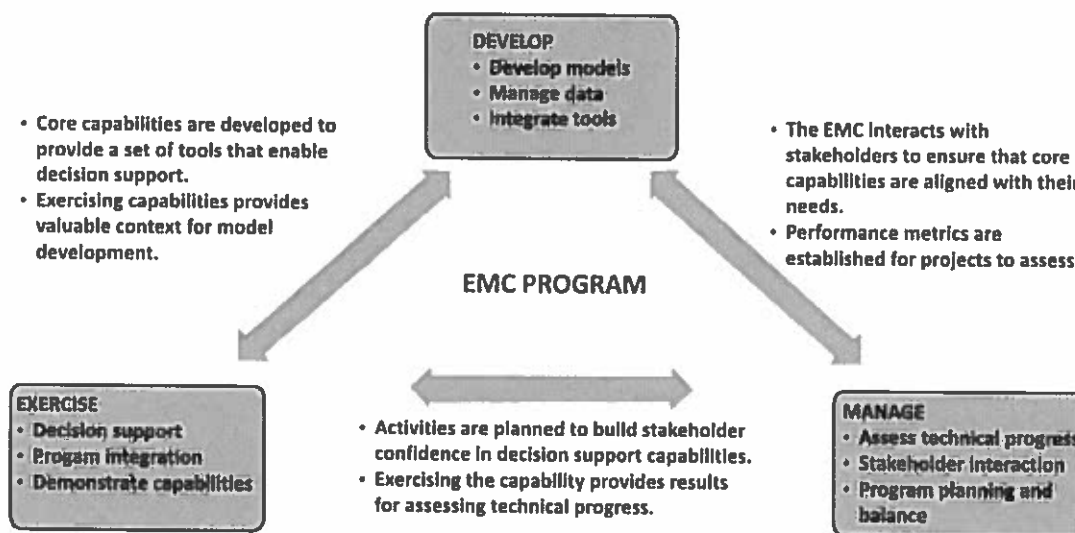 DEVELOP
• Develop models
• Manage data
• Integrate tools
• Core capabilities are developed to
provide a set of tools that enable
decision support.
• Exercising capabilities provides
valuable context for model
development.
• The EMC interacts with
stakeholders to ensure that core
capabilities are aligned with their
needs.
• Performance metrics are
established for projects to assess
EMC PROGRAM
EXERCISE
• Decision support
• Progam integration
• Demonstrate capabilities
• Activities are planned to build stakeholder
confidence in decision support capabilities.
• Exercising the capability provides results
for assessing technical progress.
MANAGE
• Assess technical progress
• Stakeholder interaction
• Program planning and
balance